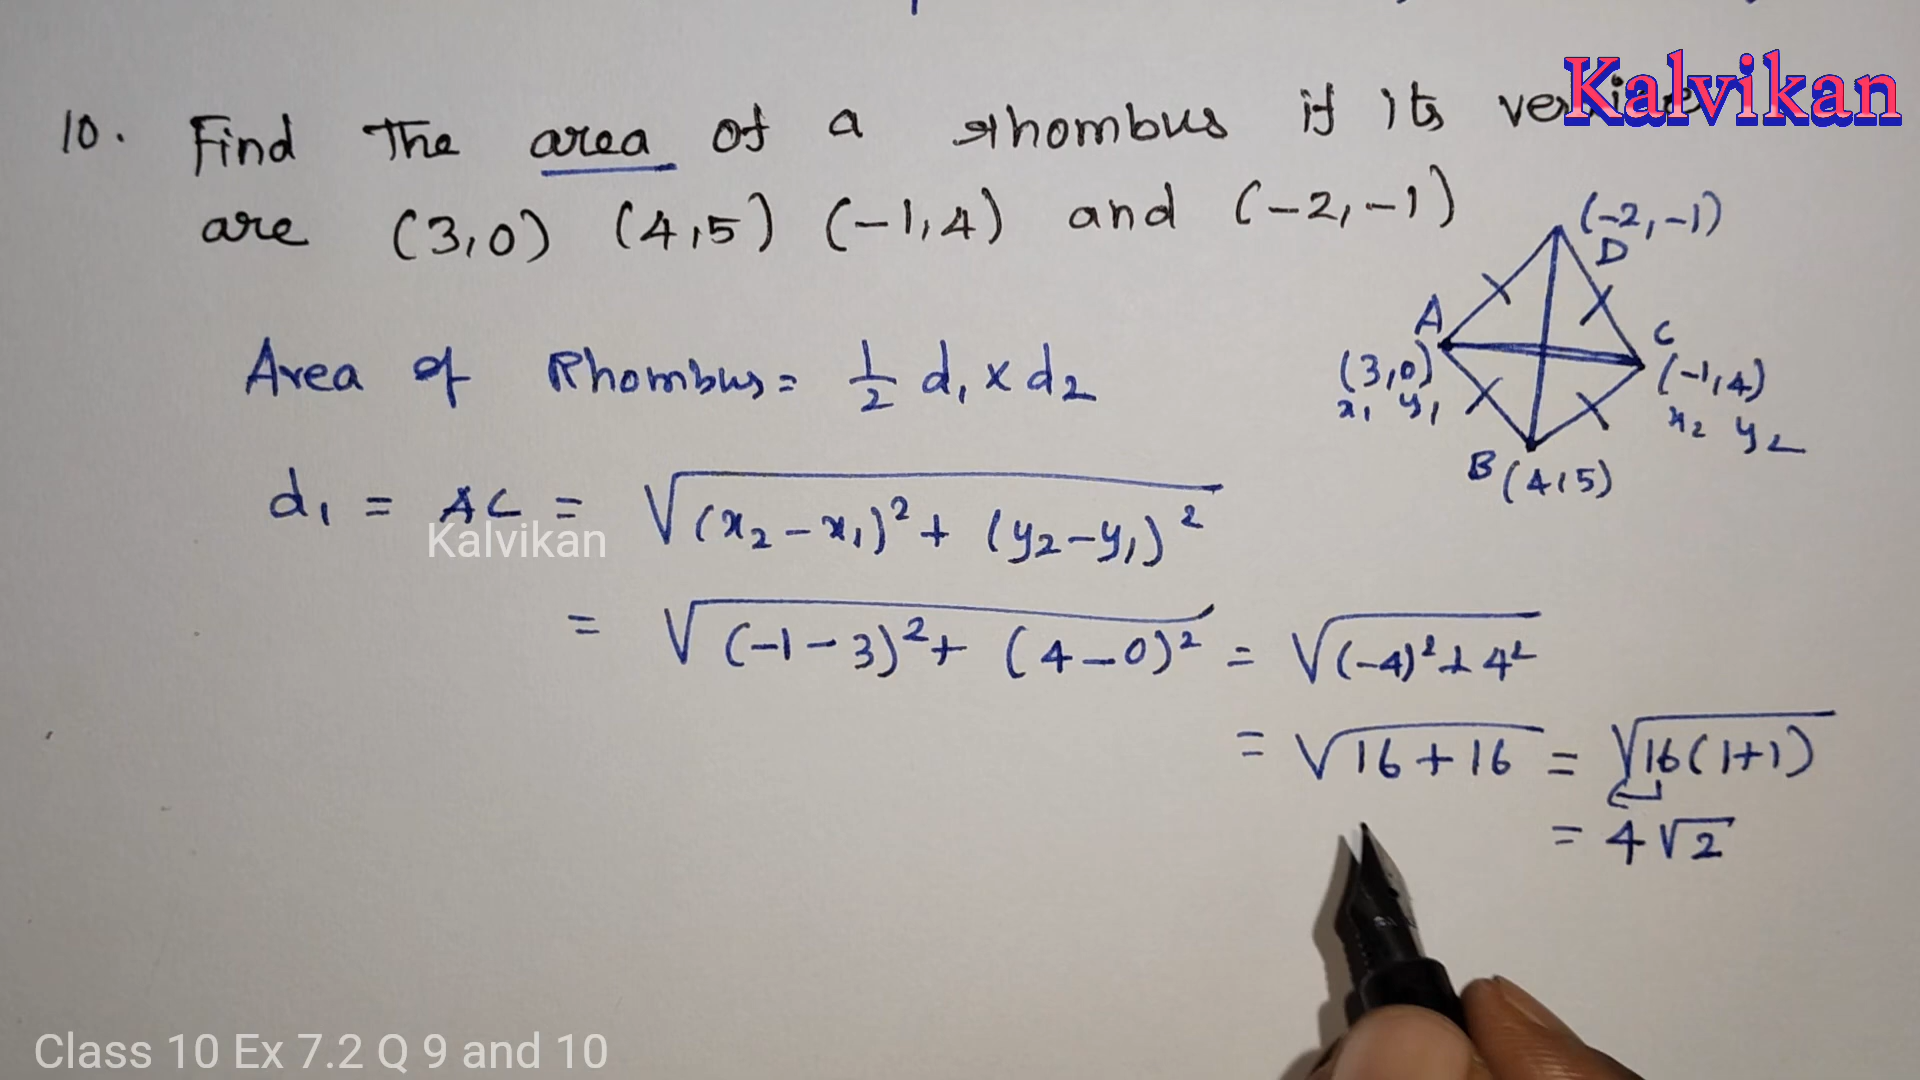 Kalvikan
10. Find The area of a rhombus if its
are (3,0) (4,5) (-1,4) and (-2,-1)
(-2,-1)
D
A
C
(3,0)
x₁ y₁
(-1,4)
x₂ y₂
B (4,5)
Area of Rhombus = 1/2 d₁ × d₂
d₁ = AC = √(x₂-x₁)² + (y₂-y₁)²
Kalvikan
= √(-1-3)² + (4-0)² = √(-4)² + 4²
= √16+16 = √16(1+1)
= 4√2
Class 10 Ex 7.2 Q 9 and 10